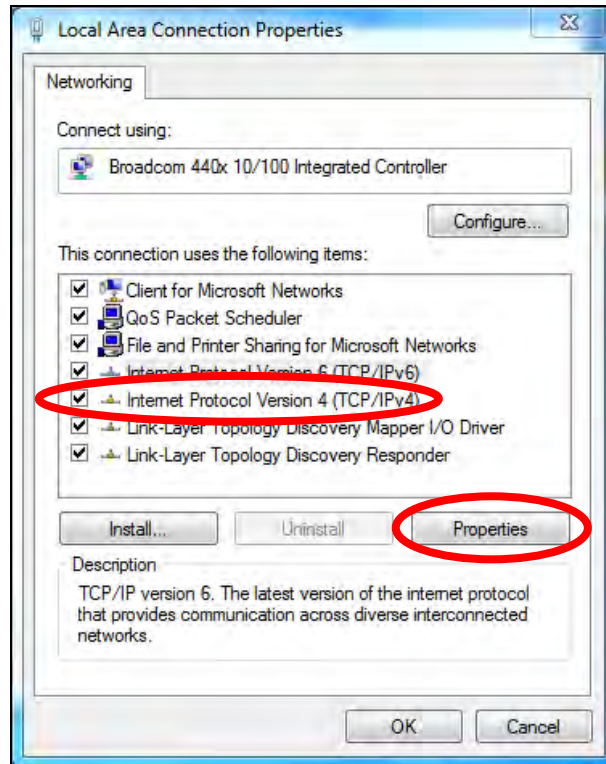 Local Area Connection Properties
Networking
Connect using:
Broadcom 440x 10/100 Integrated Controller
Configure...
This connection uses the following items:
Client for Microsoft Networks
QoS Packet Scheduler
File and Printer Sharing for Microsoft Networks
Internet Protocol Version 6 (TCP/IPv6)
Internet Protocol Version 4 (TCP/IPv4)
Link-Layer Topology Discovery Mapper I/O Driver
Link-Layer Topology Discovery Responder
Install... Uninstall Properties
Description
TCP/IP version 6. The latest version of the internet protocol
that provides communication across diverse interconnected
networks.
OK Cancel